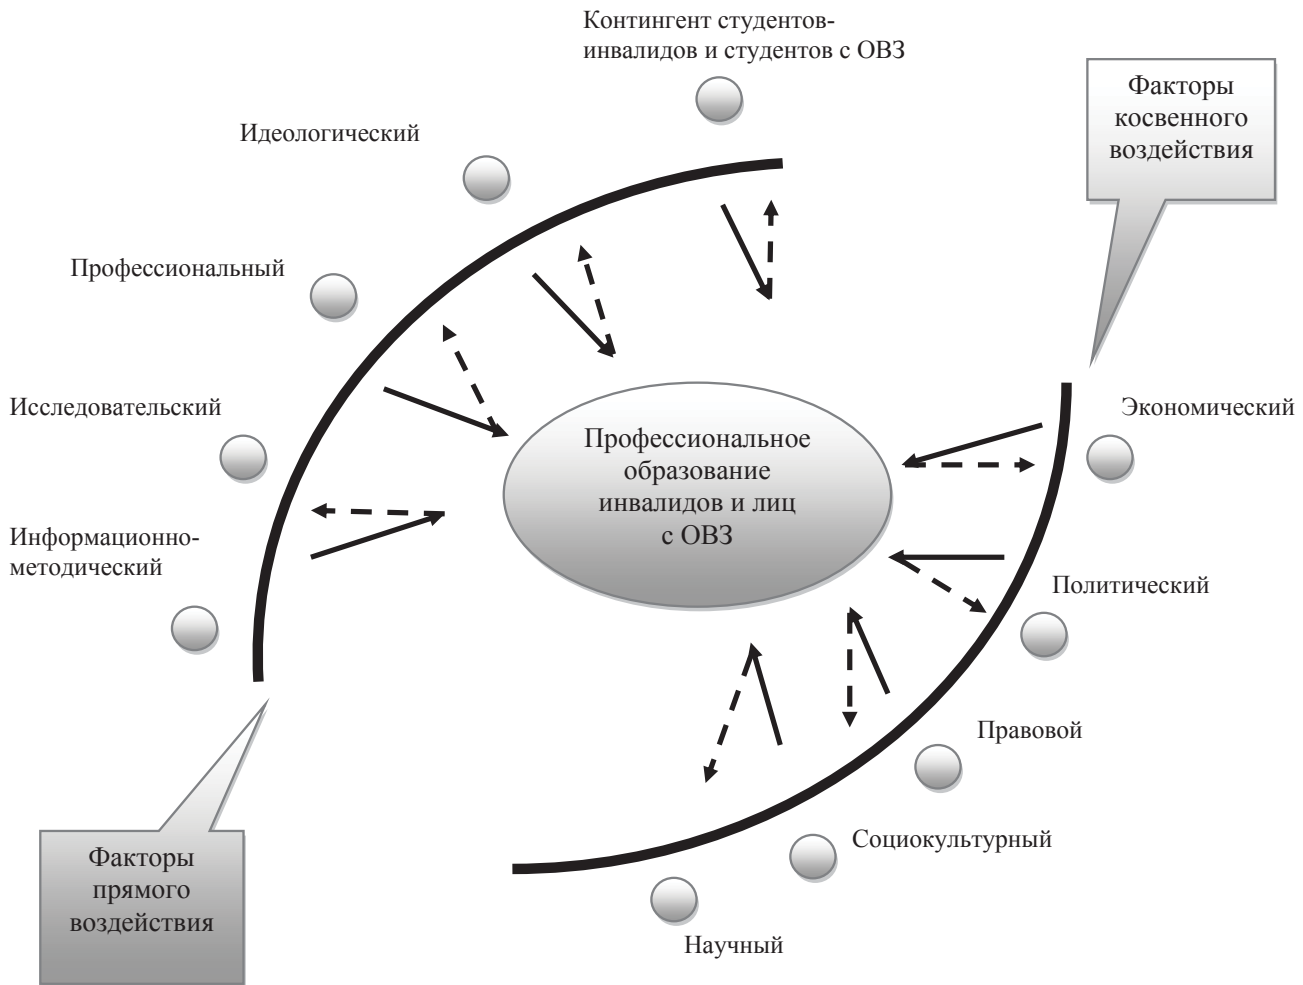 Контингент студентов-
инвалидов и студентов с ОВЗ
Факторы
косвенного
воздействия
Идеологический
Профессиональный
Исследовательский
Экономический
Профессиональное
образование
инвалидов и лиц
с ОВЗ
Информационно-
методический
Политический
Правовой
Социокультурный
Факторы
прямого
воздействия
Научный